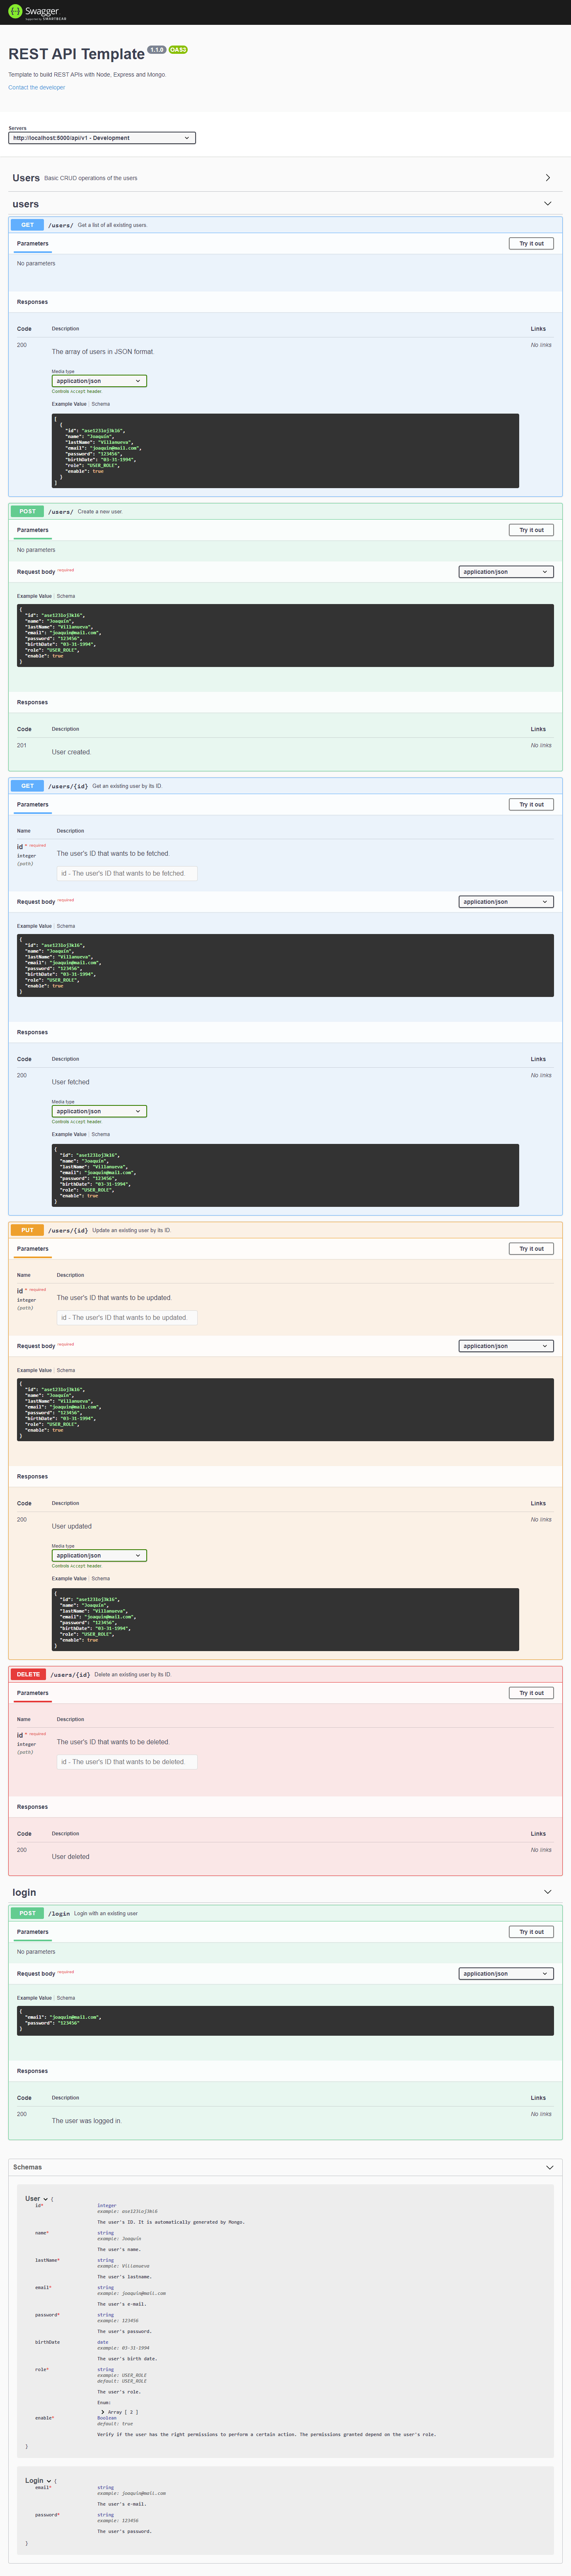 Swagger
Supported by SMARTBEAR
REST API Template 1.1.0 OAS3
Template to build REST APIs with Node, Express and Mongo.
Contact the developer
Servers
http://localhost:5000/api/v1 - Development
Users Basic CRUD operations of the users
users
GET /users/ Get a list of all existing users.
Parameters Try it out
No parameters
Responses
Code Description Links
200 No links
The array of users in JSON format.
Media type
application/json
Controls Accept header.
Example Value Schema
[
{
"id": "ase123ioj3ki6",
"name": "Joaquin",
"lastName": "Villanueva",
"email": "joaquin@mail.com",
"password": "123456",
"birthDate": "03-31-1994",
"role": "USER_ROLE",
"enable": true
}
]
POST /users/ Create a new user.
Parameters Try it out
No parameters
Request body required application/json
Example Value Schema
{
"id": "ase123ioj3ki6",
"name": "Joaquin",
"lastName": "Villanueva",
"email": "joaquin@mail.com",
"password": "123456",
"birthDate": "03-31-1994",
"role": "USER_ROLE",
"enable": true
}
Responses
Code Description Links
201 No links
User created.
GET /users/{id} Get an existing user by its ID.
Parameters Try it out
Name Description
id * required
integer
(path)
The user's ID that wants to be fetched.
id - The user's ID that wants to be fetched.
Request body required application/json
Example Value Schema
{
"id": "ase123ioj3ki6",
"name": "Joaquin",
"lastName": "Villanueva",
"email": "joaquin@mail.com",
"password": "123456",
"birthDate": "03-31-1994",
"role": "USER_ROLE",
"enable": true
}
Responses
Code Description Links
200 No links
User fetched
Media type
application/json
Controls Accept header.
Example Value Schema
{
"id": "ase123ioj3ki6",
"name": "Joaquin",
"lastName": "Villanueva",
"email": "joaquin@mail.com",
"password": "123456",
"birthDate": "03-31-1994",
"role": "USER_ROLE",
"enable": true
}
PUT /users/{id} Update an existing user by its ID.
Parameters Try it out
Name Description
id * required
integer
(path)
The user's ID that wants to be updated.
id - The user's ID that wants to be updated.
Request body required application/json
Example Value Schema
{
"id": "ase123ioj3ki6",
"name": "Joaquin",
"lastName": "Villanueva",
"email": "joaquin@mail.com",
"password": "123456",
"birthDate": "03-31-1994",
"role": "USER_ROLE",
"enable": true
}
Responses
Code Description Links
200 No links
User updated
Media type
application/json
Controls Accept header.
Example Value Schema
{
"id": "ase123ioj3ki6",
"name": "Joaquin",
"lastName": "Villanueva",
"email": "joaquin@mail.com",
"password": "123456",
"birthDate": "03-31-1994",
"role": "USER_ROLE",
"enable": true
}
DELETE /users/{id} Delete an existing user by its ID.
Parameters Try it out
Name Description
id * required
integer
(path)
The user's ID that wants to be deleted.
id - The user's ID that wants to be deleted.
Responses
Code Description Links
200 No links
User deleted
login
POST /login Login with an existing user
Parameters Try it out
No parameters
Request body required application/json
Example Value Schema
{
"email": "joaquin@mail.com",
"password": "123456"
}
Responses
Code Description Links
200 No links
The user was logged in.
Schemas
User {
id* integer
example: ase123ioj3ki6
The user's ID. It is automatically generated by Mongo.
name* string
example: Joaquin
The user's name.
lastName* string
example: Villanueva
The user's lastname.
email* string
example: joaquin@mail.com
The user's e-mail.
password* string
example: 123456
The user's password.
birthDate date
example: 03-31-1994
The user's birth date.
role* string
example: USER_ROLE
default: USER_ROLE
The user's role.
Enum:
Array [ 2 ]
enable* Boolean
default: true
Verify if the user has the right permissions to perform a certain action. The permissions granted depend on the user's role.
}
Login {
email* string
example: joaquin@mail.com
The user's e-mail.
password* string
example: 123456
The user's password.
}